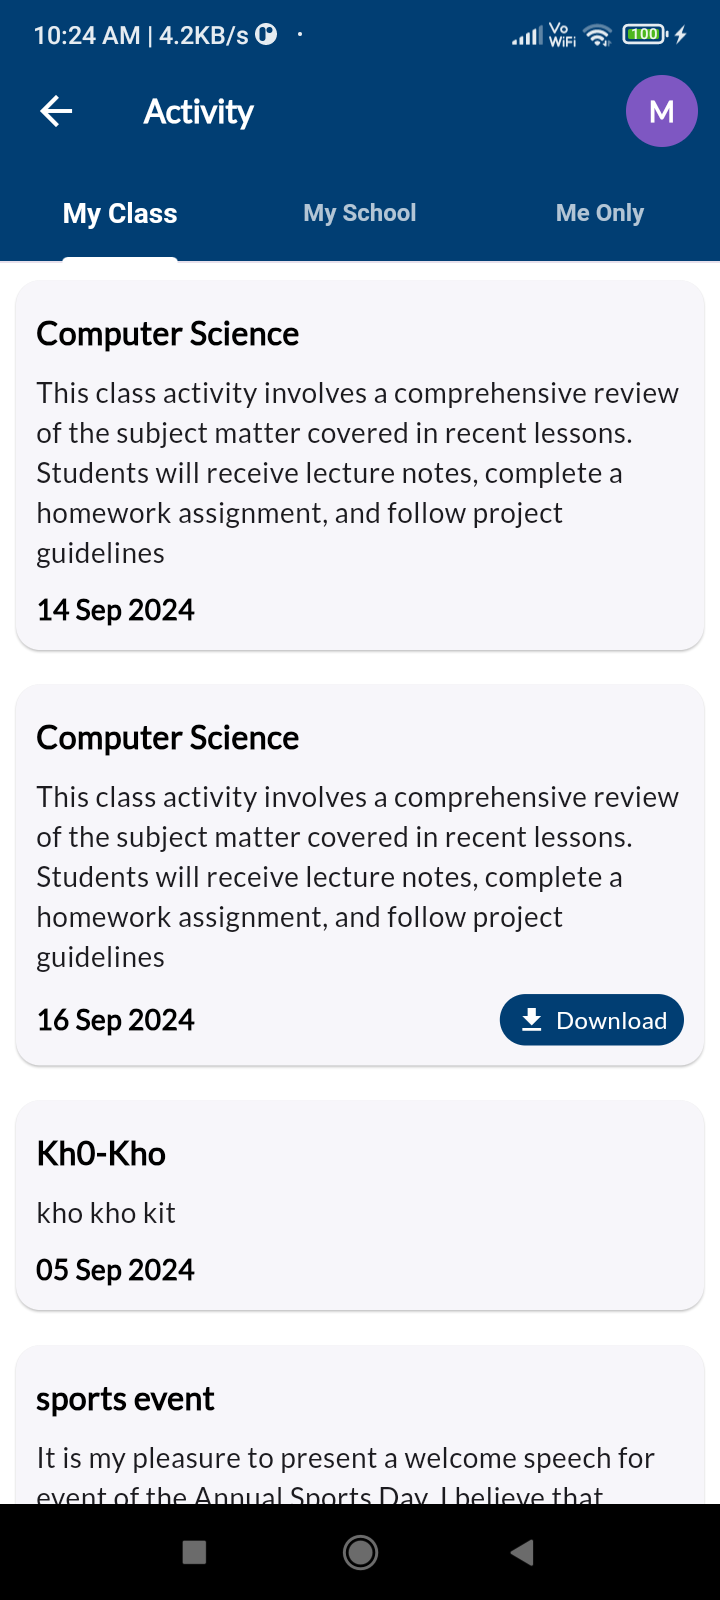 10:24 AM | 4.2KB/s
Vo
WiFi
100
Activity
M
My Class
My School
Me Only
Computer Science
This class activity involves a comprehensive review
of the subject matter covered in recent lessons.
Students will receive lecture notes, complete a
homework assignment, and follow project
guidelines
14 Sep 2024
Computer Science
This class activity involves a comprehensive review
of the subject matter covered in recent lessons.
Students will receive lecture notes, complete a
homework assignment, and follow project
guidelines
16 Sep 2024
Download
Kh0-Kho
kho kho kit
05 Sep 2024
sports event
It is my pleasure to present a welcome speech for
event of the Annual Sports Day. I believe that